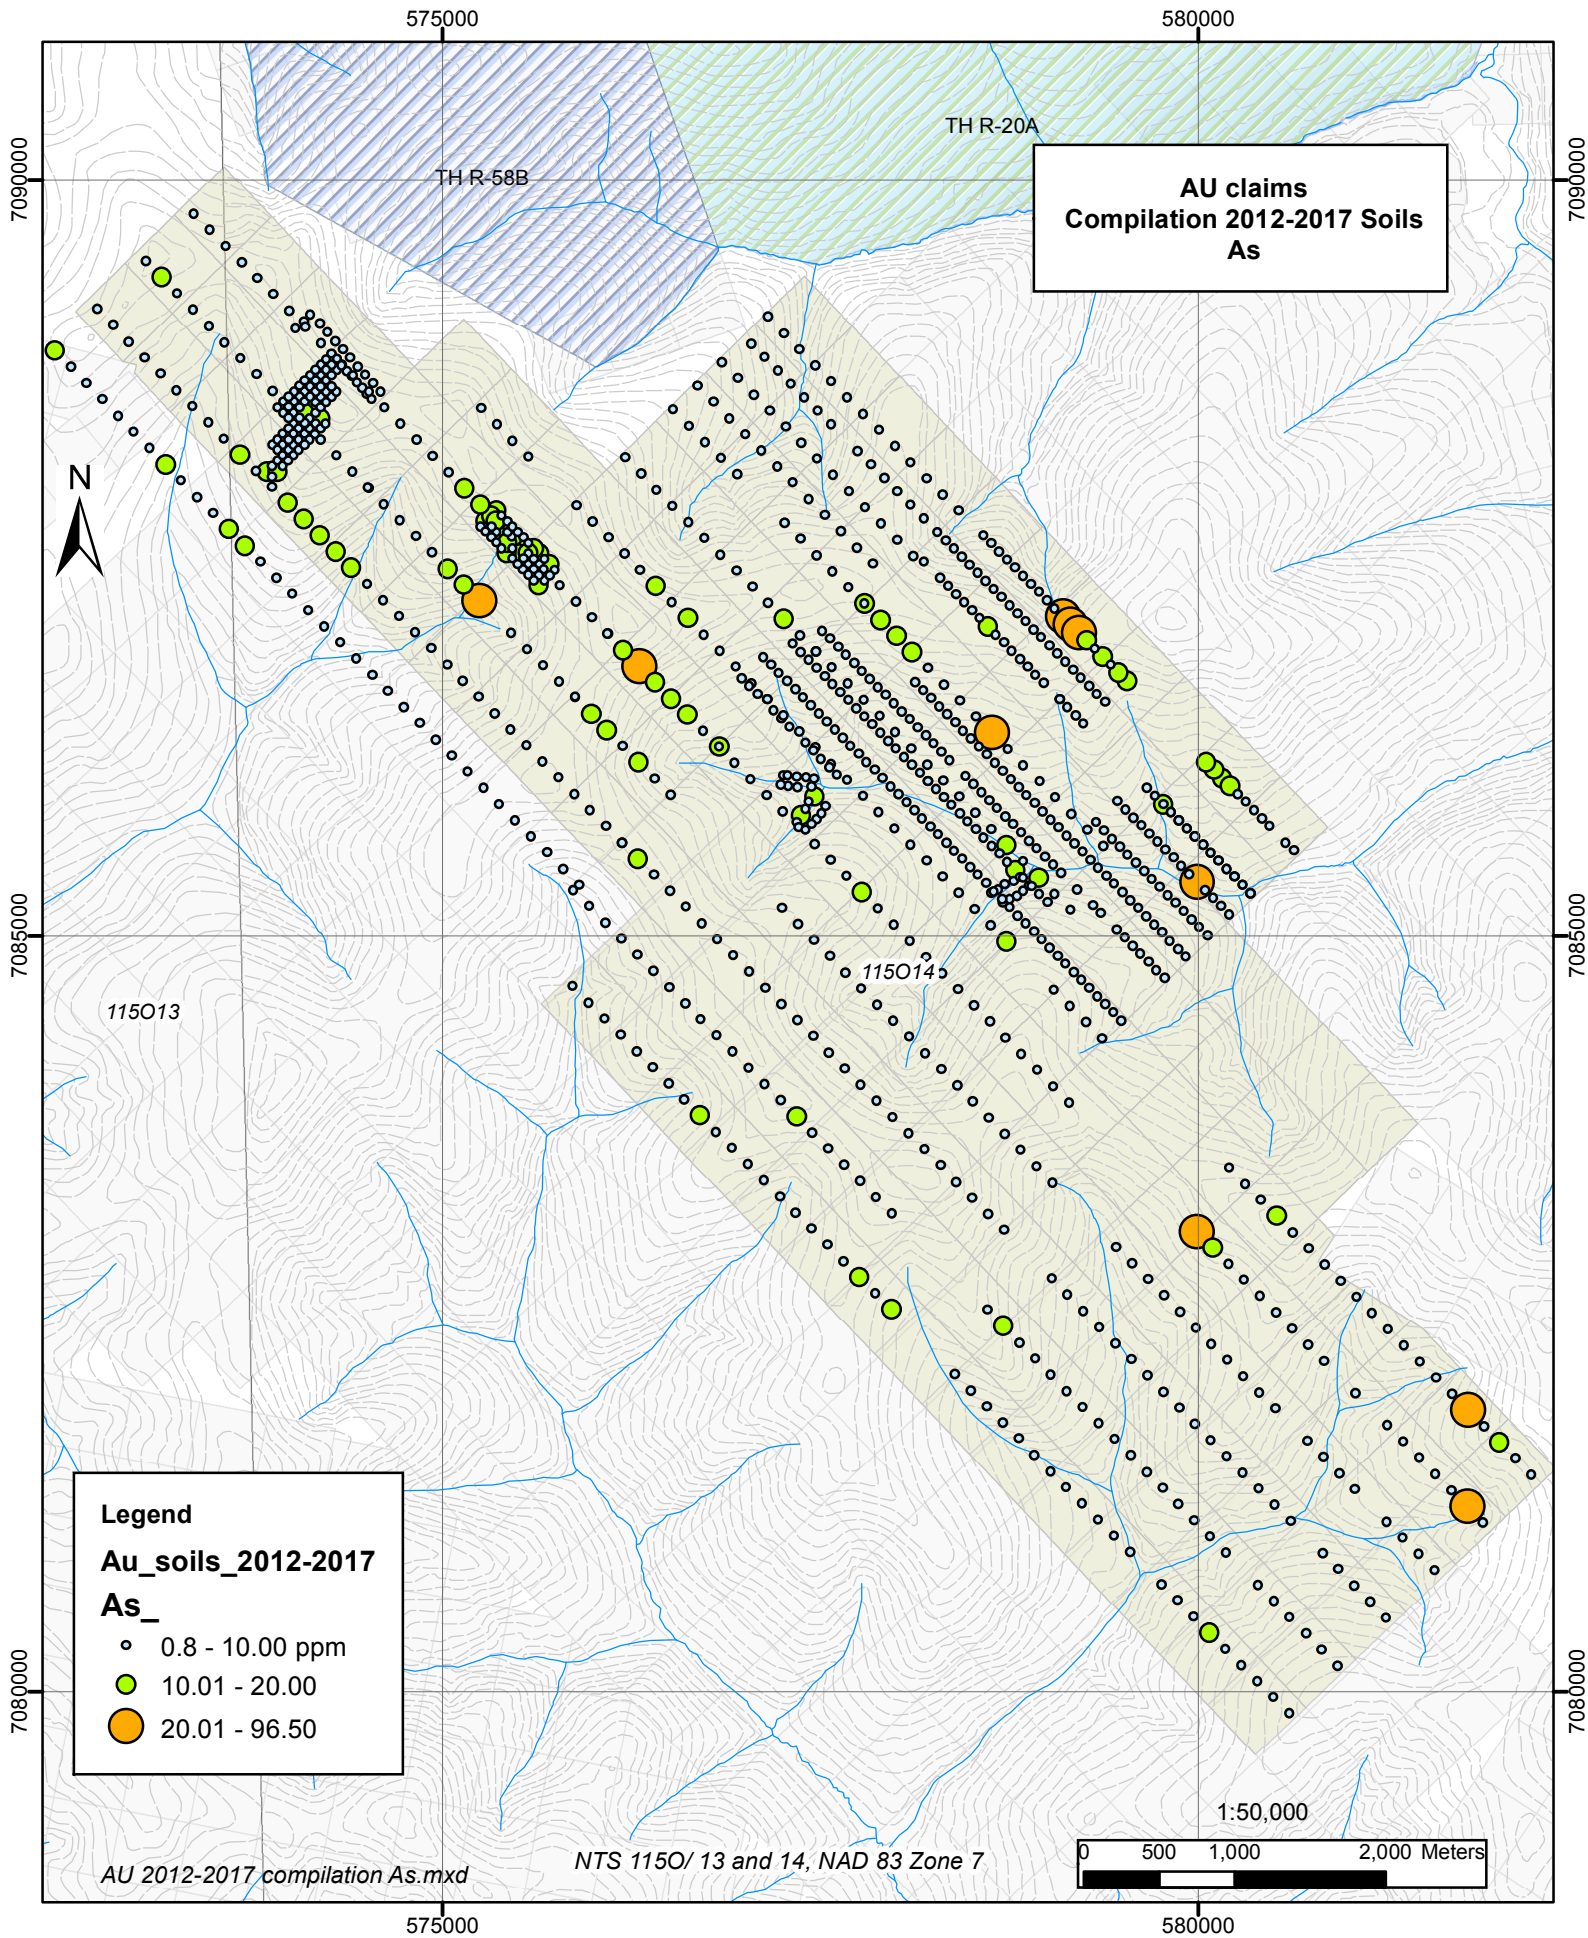 575000
580000
7090000
7090000
TH R-20A
TH R-58B
AU claims
Compilation 2012-2017 Soils
As
N
7085000
7085000
115O14
115O13
Legend
Au_soils_2012-2017
As_
0.8 - 10.00 ppm
10.01 - 20.00
20.01 - 96.50
7080000
7080000
1:50,000
0 500 1,000 2,000 Meters
NTS 115O/ 13 and 14, NAD 83 Zone 7
AU 2012-2017 compilation As.mxd
575000
580000